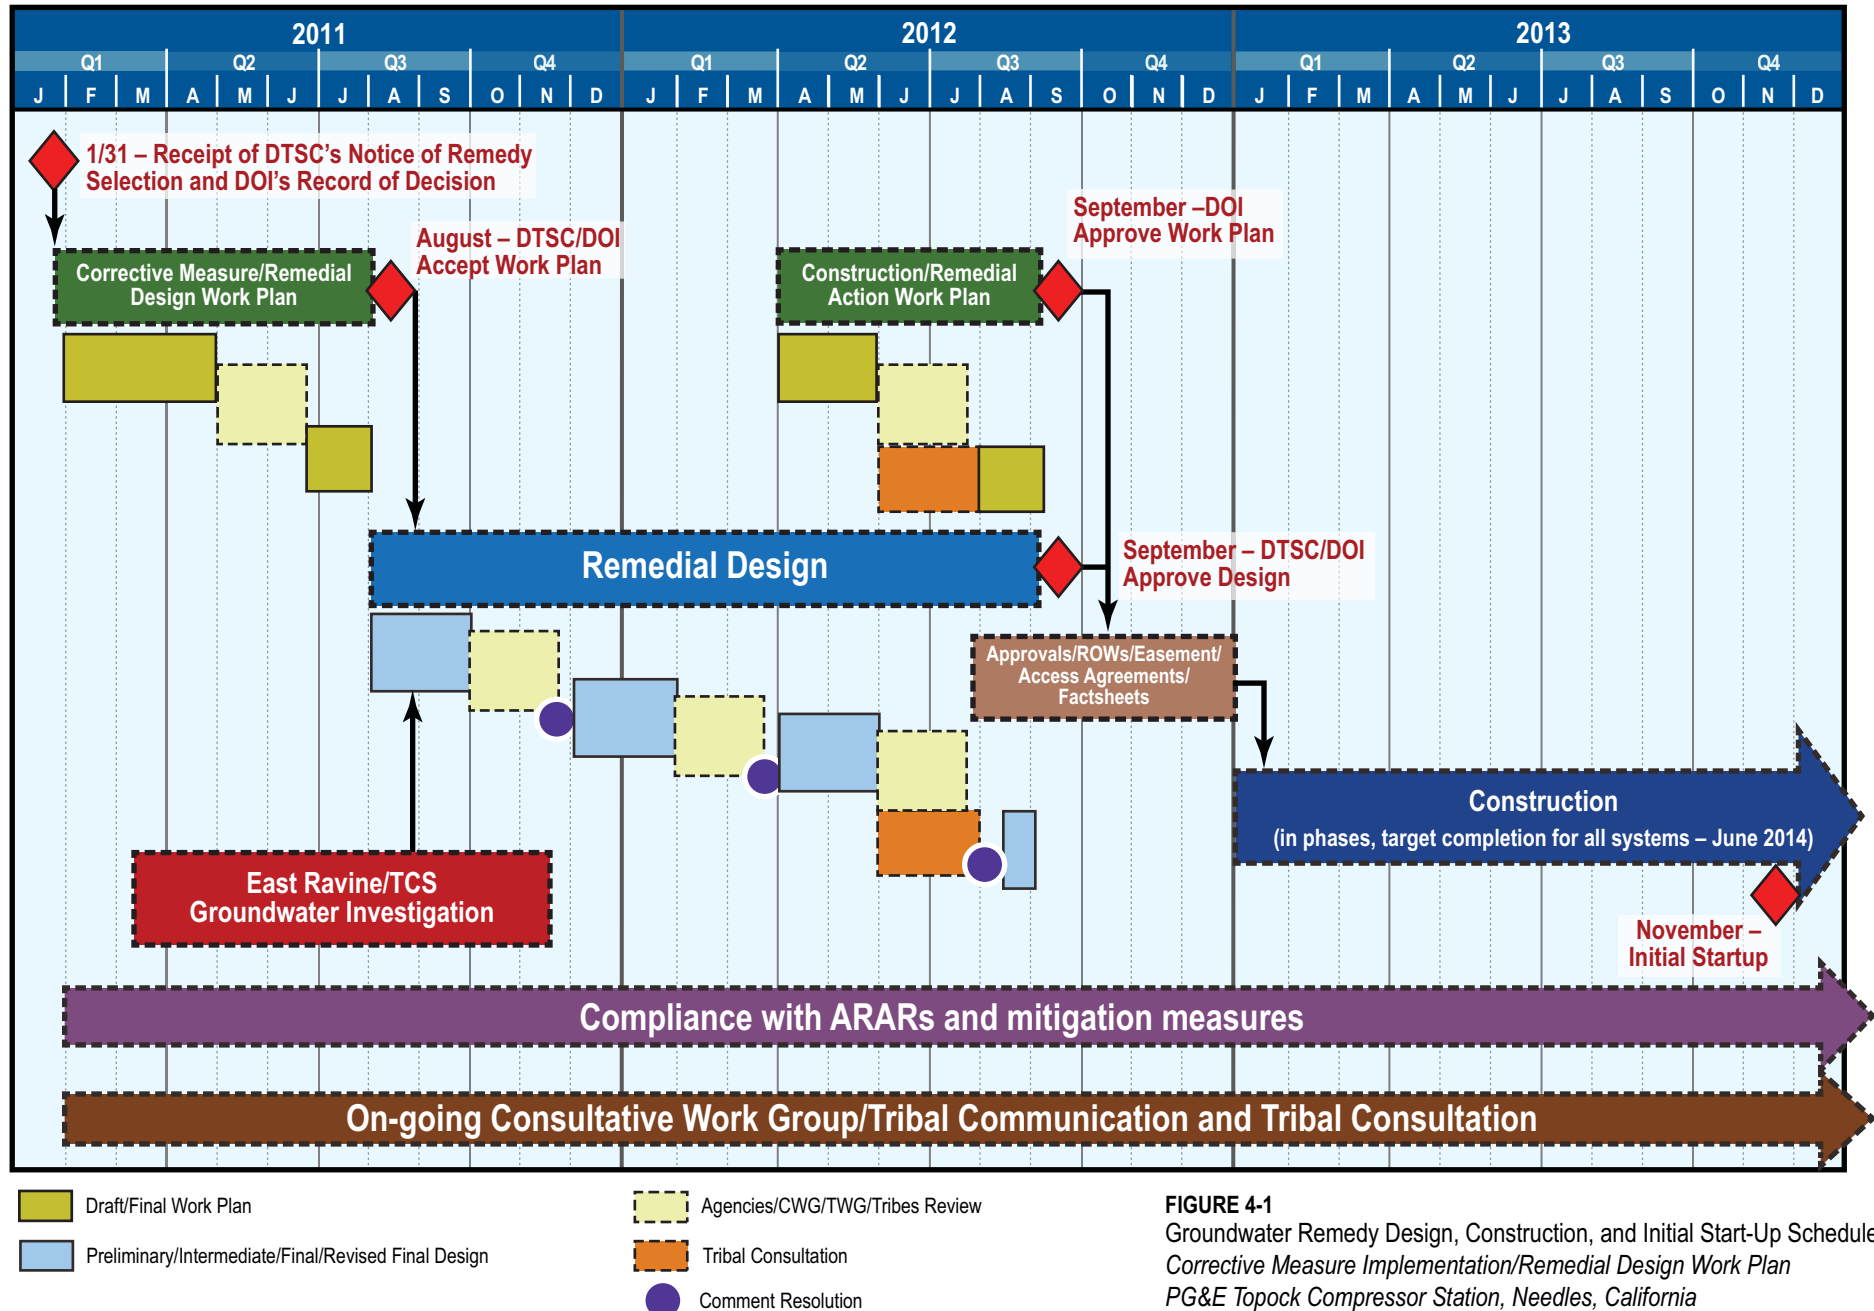 2011 2012 2013
Q1 Q2 Q3 Q4 Q1 Q2 Q3 Q4 Q1 Q2 Q3 Q4
J F M A M J J A S O N D J F M A M J J A S O N D J F M A M J J A S O N D
1/31 – Receipt of DTSC's Notice of Remedy
Selection and DOI's Record of Decision
September –DOI
Approve Work Plan
August – DTSC/DOI
Accept Work Plan
Corrective Measure/Remedial
Design Work Plan
Construction/Remedial
Action Work Plan
Remedial Design
September – DTSC/DOI
Approve Design
Approvals/ROWs/Easement/
Access Agreements/
Factsheets
Construction
(in phases, target completion for all systems – June 2014)
East Ravine/TCS
Groundwater Investigation
November –
Initial Startup
Compliance with ARARs and mitigation measures
On-going Consultative Work Group/Tribal Communication and Tribal Consultation
Draft/Final Work Plan
Preliminary/Intermediate/Final/Revised Final Design
Agencies/CWG/TWG/Tribes Review
Tribal Consultation
Comment Resolution
FIGURE 4-1
Groundwater Remedy Design, Construction, and Initial Start-Up Schedule
Corrective Measure Implementation/Remedial Design Work Plan
PG&E Topock Compressor Station, Needles, California